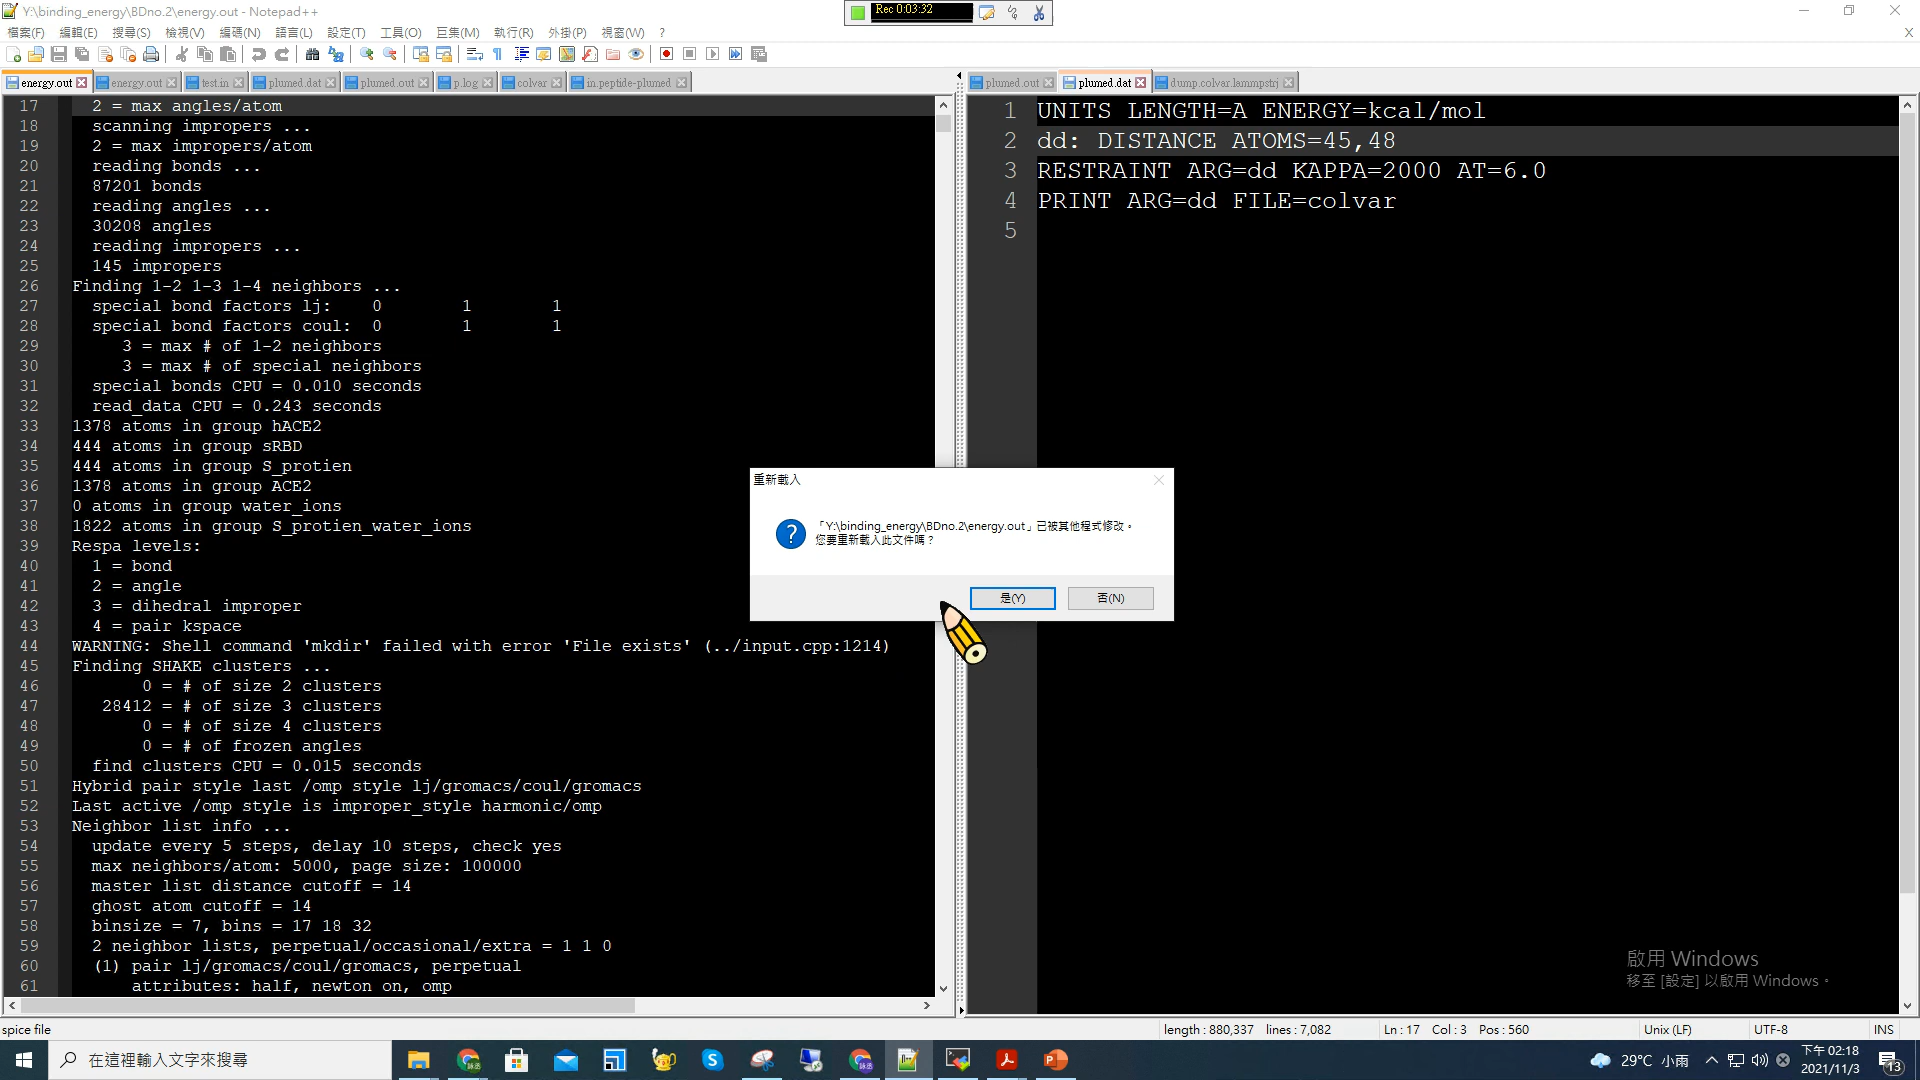 Y:\binding_energy\BDno.2\energy.out - Notepad++
Rec 0:03:32
檔案(F) 編輯(E) 搜尋(S) 檢視(V) 編碼(N) 語言(L) 設定(T) 工具(O) 巨集(M) 執行(R) 外掛(P) 視窗(W) ? X
energy.out energy.out test.in plumed.dat plumed.out p.log colvar in.peptide-plumed
plumed.out plumed.dat dump.colvar.lammpstrj
17 2 = max angles/atom
18 scanning impropers ...
19 2 = max impropers/atom
20 reading bonds ...
21 87201 bonds
22 reading angles ...
23 30208 angles
24 reading impropers ...
25 145 impropers
26 Finding 1-2 1-3 1-4 neighbors ...
27 special bond factors lj: 0 1 1
28 special bond factors coul: 0 1 1
29 3 = max # of 1-2 neighbors
30 3 = max # of special neighbors
31 special bonds CPU = 0.010 seconds
32 read_data CPU = 0.243 seconds
33 1378 atoms in group hACE2
34 444 atoms in group sRBD
35 444 atoms in group S_protien
36 1378 atoms in group ACE2
37 0 atoms in group water_ions
38 1822 atoms in group S_protien_water_ions
39 Respa levels:
40 1 = bond
41 2 = angle
42 3 = dihedral improper
43 4 = pair kspace
44 WARNING: Shell command 'mkdir' failed with error 'File exists' (../input.cpp:1214)
45 Finding SHAKE clusters ...
46 0 = # of size 2 clusters
47 28412 = # of size 3 clusters
48 0 = # of size 4 clusters
49 0 = # of frozen angles
50 find clusters CPU = 0.015 seconds
51 Hybrid pair style last /omp style lj/gromacs/coul/gromacs
52 Last active /omp style is improper_style harmonic/omp
53 Neighbor list info ...
54 update every 5 steps, delay 10 steps, check yes
55 max neighbors/atom: 5000, page size: 100000
56 master list distance cutoff = 14
57 ghost atom cutoff = 14
58 binsize = 7, bins = 17 18 32
59 2 neighbor lists, perpetual/occasional/extra = 1 1 0
60 (1) pair lj/gromacs/coul/gromacs, perpetual
61 attributes: half, newton on, omp
1 UNITS LENGTH=A ENERGY=kcal/mol
2 dd: DISTANCE ATOMS=45,48
3 RESTRAINT ARG=dd KAPPA=2000 AT=6.0
4 PRINT ARG=dd FILE=colvar
5
重新載入
「Y:\binding_energy\BDno.2\energy.out」已被其他程式修改。
您要重新載入此文件嗎？
是(Y) 否(N)
啟用 Windows
移至 [設定] 以啟用 Windows。
spice file length : 880,337 lines : 7,082 Ln : 17 Col : 3 Pos : 560 Unix (LF) UTF-8 INS
在這裡輸入文字來搜尋
29°C 小雨
下午 02:18
2021/11/3
13